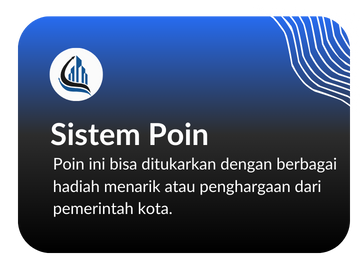 Sistem Poin
Poin ini bisa ditukarkan dengan berbagai
hadiah menarik atau penghargaan dari
pemerintah kota.